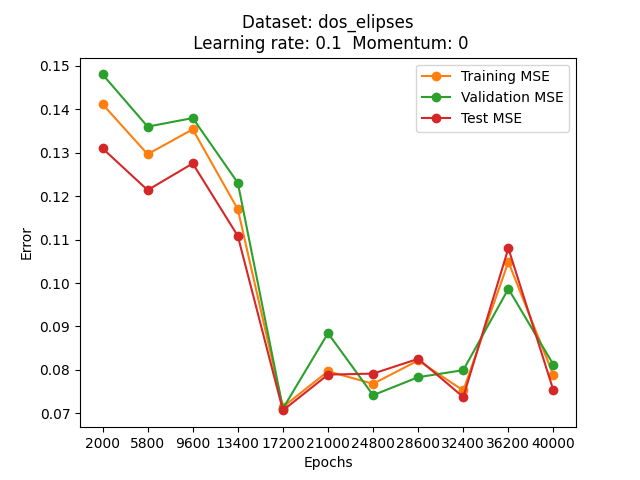 Dataset: dos_elipses
Learning rate: 0.1  Momentum: 0
Training MSE
Validation MSE
Test MSE
0.15
0.14
0.13
0.12
0.11
0.10
0.09
0.08
0.07
Error
2000 5800 9600 13400 17200 21000 24800 28600 32400 36200 40000
Epochs